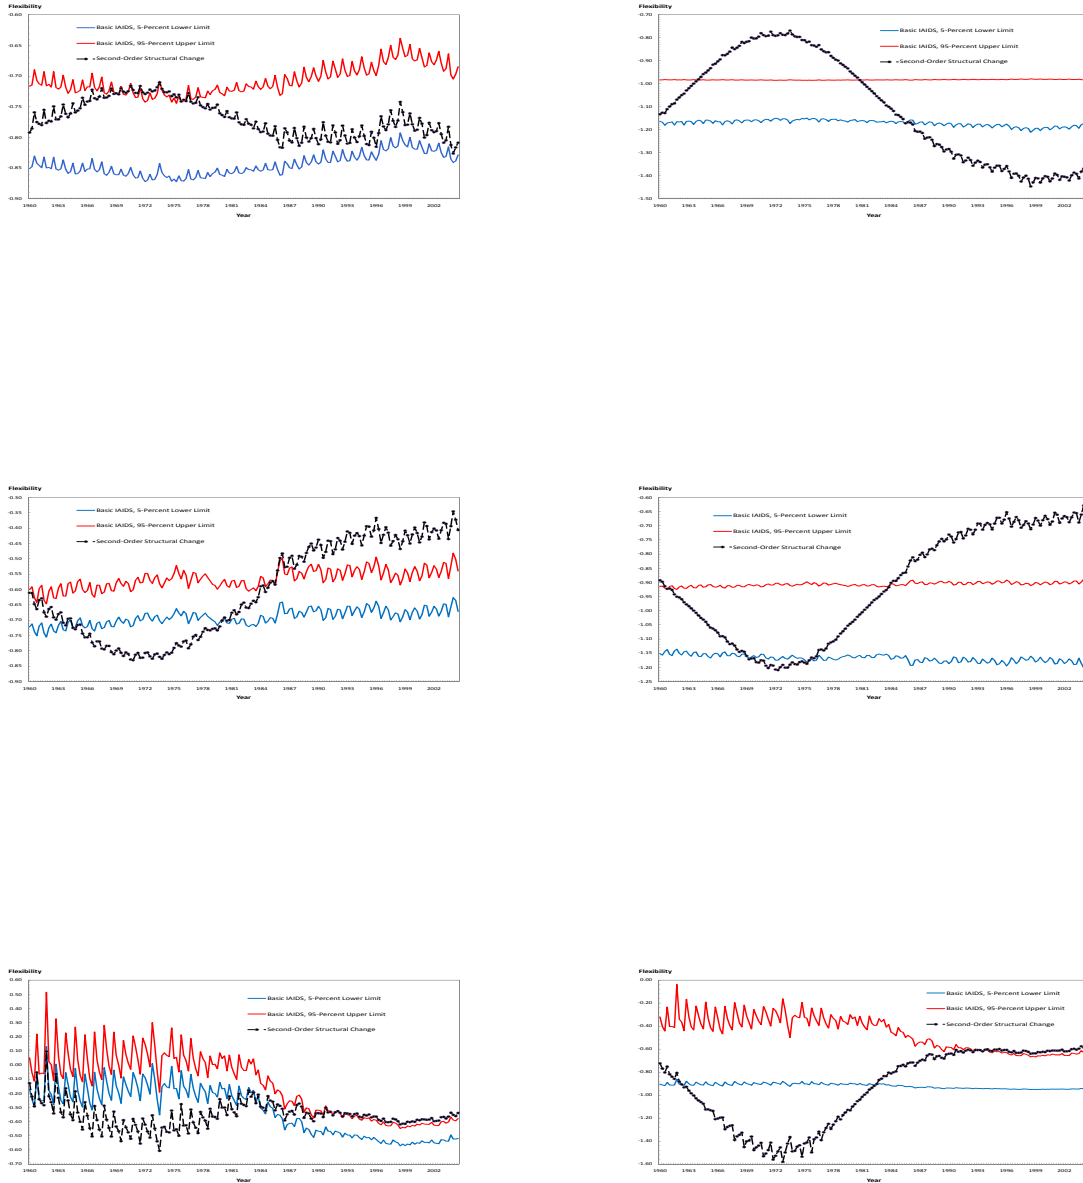 Flexibility
-0.60
-0.65
-0.70
-0.75
-0.80
-0.85
-0.90
Basic IAIDS, 5-Percent Lower Limit
Basic IAIDS, 95-Percent Upper Limit
Second-Order Structural Change
1960 1963 1966 1969 1972 1975 1978 1981 1984 1987 1990 1993 1996 1999 2002
Year
Flexibility
-0.70
-0.80
-0.90
-1.00
-1.10
-1.20
-1.30
-1.40
-1.50
Basic IAIDS, 5-Percent Lower Limit
Basic IAIDS, 95-Percent Upper Limit
Second-Order Structural Change
1960 1963 1966 1969 1972 1975 1978 1981 1984 1987 1990 1993 1996 1999 2002
Year
Flexibility
-0.30
-0.40
-0.50
-0.55
-0.60
-0.65
-0.70
-0.75
-0.80
-0.85
-0.90
Basic IAIDS, 5-Percent Lower Limit
Basic IAIDS, 95-Percent Upper Limit
Second-Order Structural Change
1960 1963 1966 1969 1972 1975 1978 1981 1984 1987 1990 1993 1996 1999 2002
Year
Flexibility
-0.60
-0.65
-0.70
-0.75
-0.80
-0.85
-0.90
-0.95
-1.00
-1.05
-1.10
-1.15
-1.20
-1.25
Basic IAIDS, 5-Percent Lower Limit
Basic IAIDS, 95-Percent Upper Limit
Second-Order Structural Change
1960 1963 1966 1969 1972 1975 1978 1981 1984 1987 1990 1993 1996 1999 2002
Year
Flexibility
0.60
0.50
0.40
0.30
0.20
0.10
0.00
-0.10
-0.20
-0.30
-0.40
-0.50
-0.60
-0.70
Basic IAIDS, 5-Percent Lower Limit
Basic IAIDS, 95-Percent Upper Limit
Second-Order Structural Change
1960 1963 1966 1969 1972 1975 1978 1981 1984 1987 1990 1993 1996 1999 2002
Year
Flexibility
0.00
-0.20
-0.40
-0.60
-0.80
-1.00
-1.20
-1.40
-1.60
Basic IAIDS, 5-Percent Lower Limit
Basic IAIDS, 95-Percent Upper Limit
Second-Order Structural Change
1960 1963 1966 1969 1972 1975 1978 1981 1984 1987 1990 1993 1996 1999 2002
Year